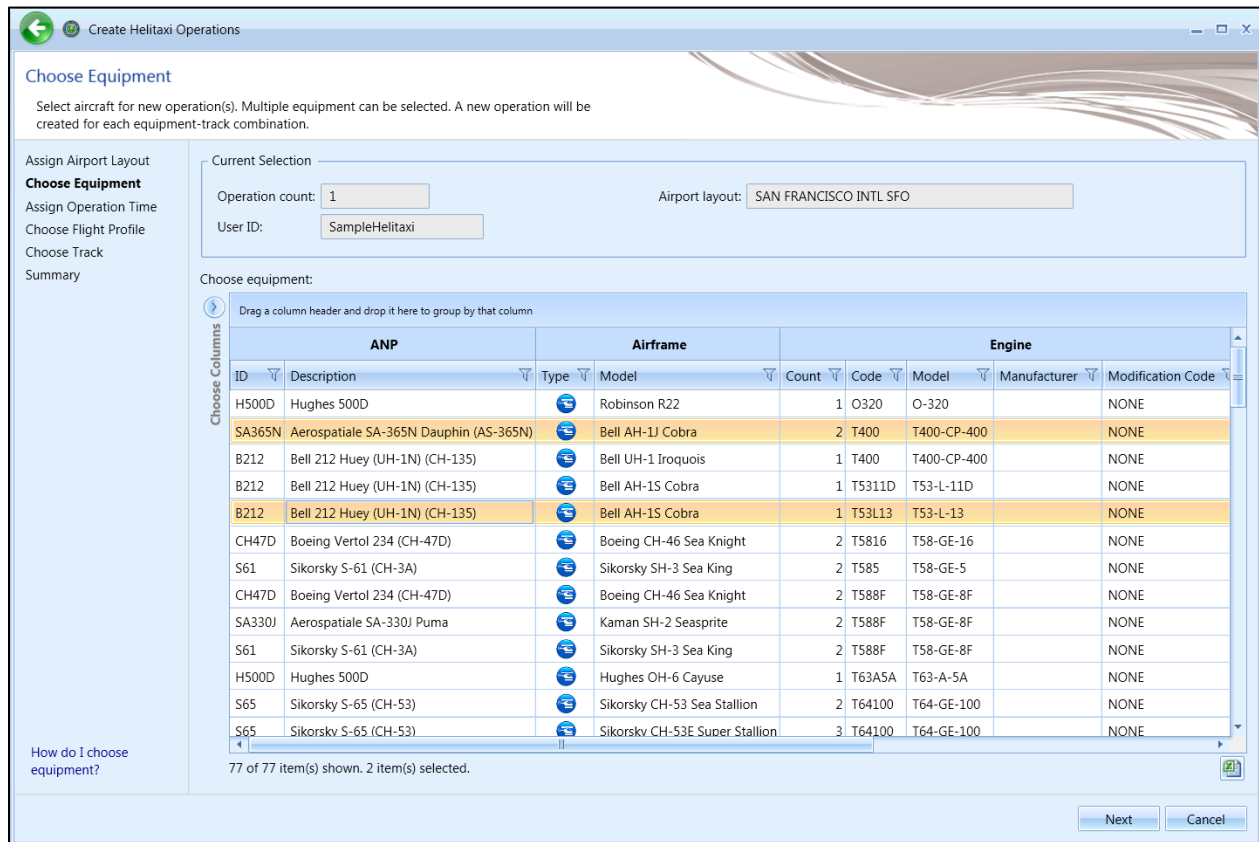 Create Helitaxi Operations
Choose Equipment
Select aircraft for new operation(s). Multiple equipment can be selected. A new operation will be
created for each equipment-track combination.
Assign Airport Layout
Choose Equipment
Assign Operation Time
Choose Flight Profile
Choose Track
Summary
How do I choose
equipment?
Current Selection
Operation count: 1 Airport layout: SAN FRANCISCO INTL SFO
User ID: SampleHelitaxi
Choose equipment:
Choose Columns
Drag a column header and drop it here to group by that column
ANP Airframe Engine
ID Description Type Model Count Code Model Manufacturer Modification Code
H500D Hughes 500D Robinson R22 1 O320 O-320 NONE
SA365N Aerospatiale SA-365N Dauphin (AS-365N) Bell AH-1J Cobra 2 T400 T400-CP-400 NONE
B212 Bell 212 Huey (UH-1N) (CH-135) Bell UH-1 Iroquois 1 T400 T400-CP-400 NONE
B212 Bell 212 Huey (UH-1N) (CH-135) Bell AH-1S Cobra 1 T5311D T53-L-11D NONE
B212 Bell 212 Huey (UH-1N) (CH-135) Bell AH-1S Cobra 1 T53L13 T53-L-13 NONE
CH47D Boeing Vertol 234 (CH-47D) Boeing CH-46 Sea Knight 2 T5816 T58-GE-16 NONE
S61 Sikorsky S-61 (CH-3A) Sikorsky SH-3 Sea King 2 T585 T58-GE-5 NONE
CH47D Boeing Vertol 234 (CH-47D) Boeing CH-46 Sea Knight 2 T588F T58-GE-8F NONE
SA330J Aerospatiale SA-330J Puma Kaman SH-2 Seasprite 2 T588F T58-GE-8F NONE
S61 Sikorsky S-61 (CH-3A) Sikorsky SH-3 Sea King 2 T588F T58-GE-8F NONE
H500D Hughes 500D Hughes OH-6 Cayuse 1 T63A5A T63-A-5A NONE
S65 Sikorsky S-65 (CH-53) Sikorsky CH-53 Sea Stallion 2 T64100 T64-GE-100 NONE
S65 Sikorsky S-65 (CH-53) Sikorsky CH-53E Super Stallion 3 T64100 T64-GE-100 NONE
77 of 77 item(s) shown. 2 item(s) selected.
Next Cancel